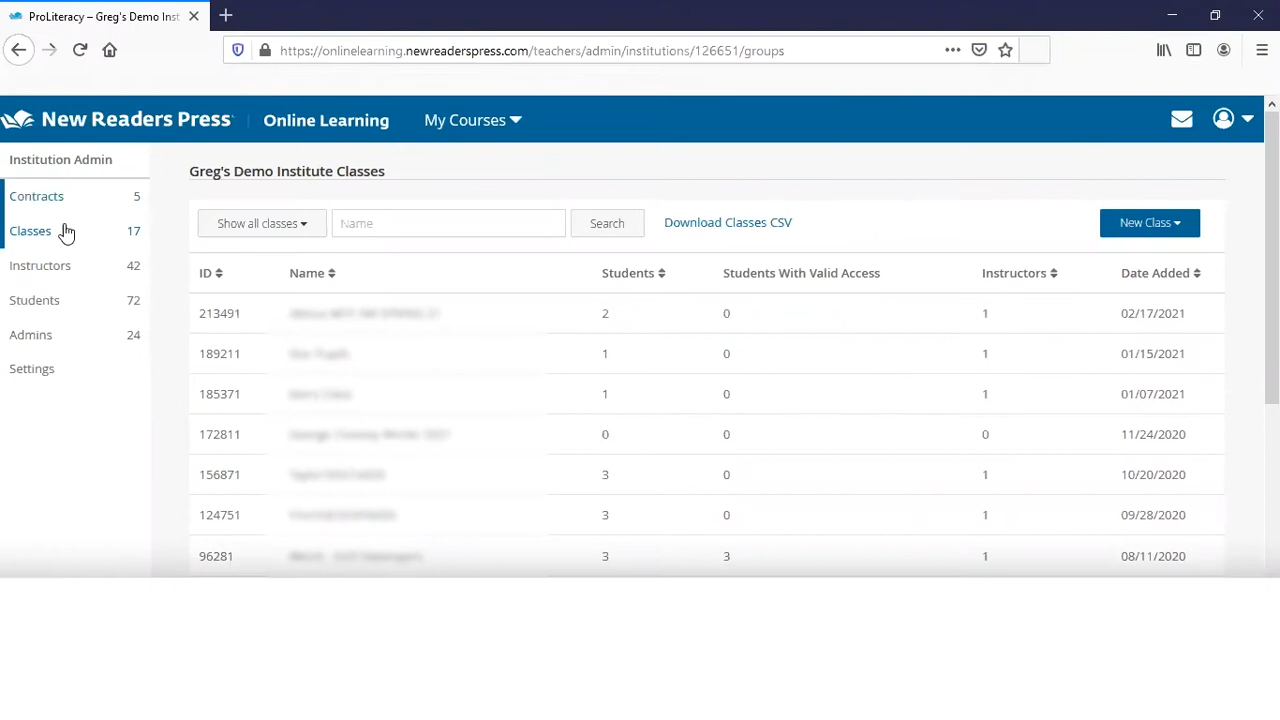 ProLiteracy – Greg's Demo Inst
https://onlinelearning.newreaderspress.com/teachers/admin/institutions/126651/groups
New Readers Press Online Learning My Courses
Institution Admin
Contracts 5
Classes 17
Instructors 42
Students 72
Admins 24
Settings
Greg's Demo Institute Classes
Show all classes Name Search Download Classes CSV New Class
ID Name Students Students With Valid Access Instructors Date Added
213491 2 0 1 02/17/2021
189211 1 0 1 01/15/2021
185371 1 0 1 01/07/2021
172811 0 0 0 11/24/2020
156871 3 0 1 10/20/2020
124751 3 0 1 09/28/2020
96281 3 3 1 08/11/2020